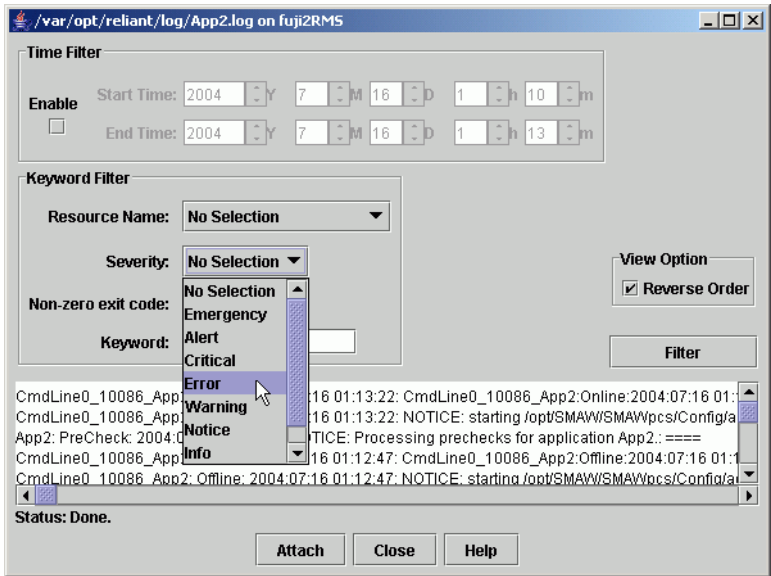 /var/opt/reliant/log/App2.log on fuji2RMS
Time Filter
Enable
Start Time: 2004 Y 7 M 16 D 1 h 10 m
End Time: 2004 Y 7 M 16 D 1 h 13 m
Keyword Filter
Resource Name: No Selection
Severity: No Selection
No Selection
Emergency
Alert
Critical
Error
Warning
Notice
Info
Non-zero exit code:
Keyword:
View Option
Reverse Order
Filter
CmdLine0_10086_App 16 01:13:22: CmdLine0_10086_App2:Online:2004:07:16 01:
CmdLine0_10086_App 16 01:13:22: NOTICE: starting /opt/SMAW/SMAWpcs/Config/a
App2: PreCheck: 2004:0 TICE: Processing prechecks for application App2.: ====
CmdLine0_10086_App 16 01:12:47: CmdLine0_10086_App2:Offline:2004:07:16 01:1
CmdLine0_10086_App2: Offline: 2004:07:16 01:12:47: NOTICE: starting /opt/SMAW/SMAWpcs/Config/a
Status: Done.
Attach Close Help